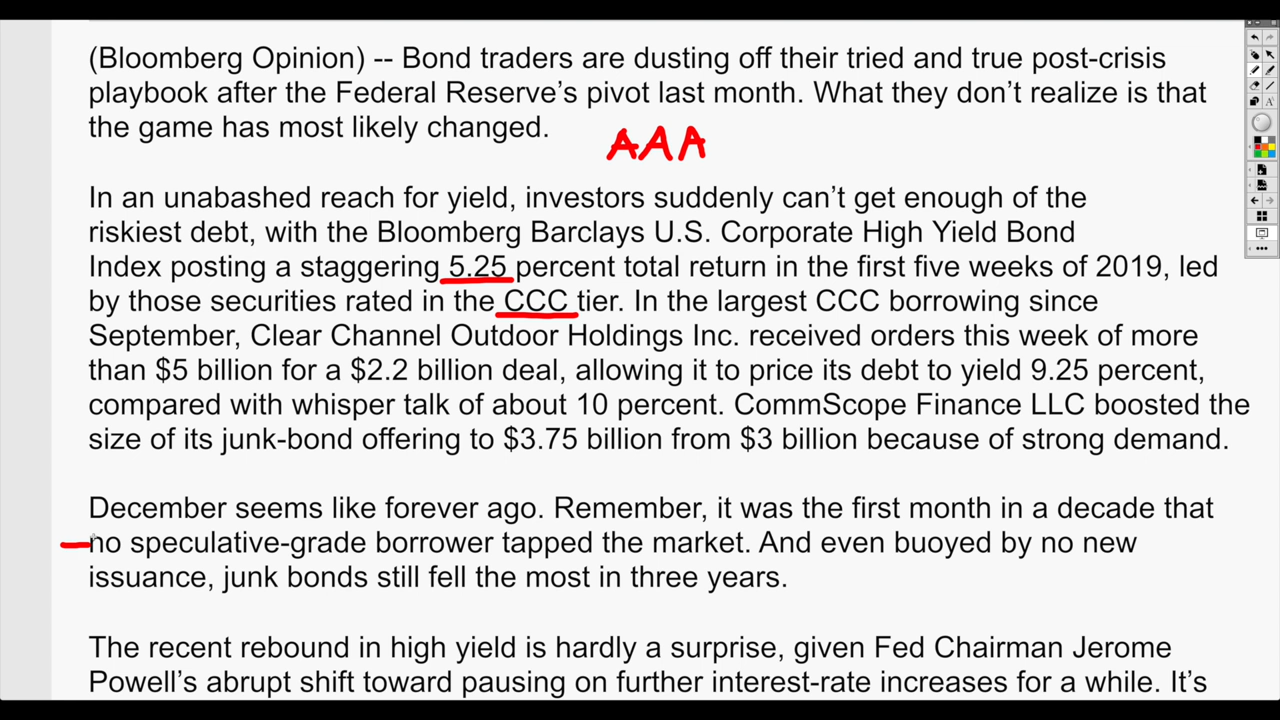 (Bloomberg Opinion) -- Bond traders are dusting off their tried and true post-crisis
playbook after the Federal Reserve’s pivot last month. What they don’t realize is that
the game has most likely changed.
AAA
In an unabashed reach for yield, investors suddenly can’t get enough of the
riskiest debt, with the Bloomberg Barclays U.S. Corporate High Yield Bond
Index posting a staggering 5.25 percent total return in the first five weeks of 2019, led
by those securities rated in the CCC tier. In the largest CCC borrowing since
September, Clear Channel Outdoor Holdings Inc. received orders this week of more
than $5 billion for a $2.2 billion deal, allowing it to price its debt to yield 9.25 percent,
compared with whisper talk of about 10 percent. CommScope Finance LLC boosted the
size of its junk-bond offering to $3.75 billion from $3 billion because of strong demand.
December seems like forever ago. Remember, it was the first month in a decade that
no speculative-grade borrower tapped the market. And even buoyed by no new
issuance, junk bonds still fell the most in three years.
The recent rebound in high yield is hardly a surprise, given Fed Chairman Jerome
Powell’s abrupt shift toward pausing on further interest-rate increases for a while. It’s